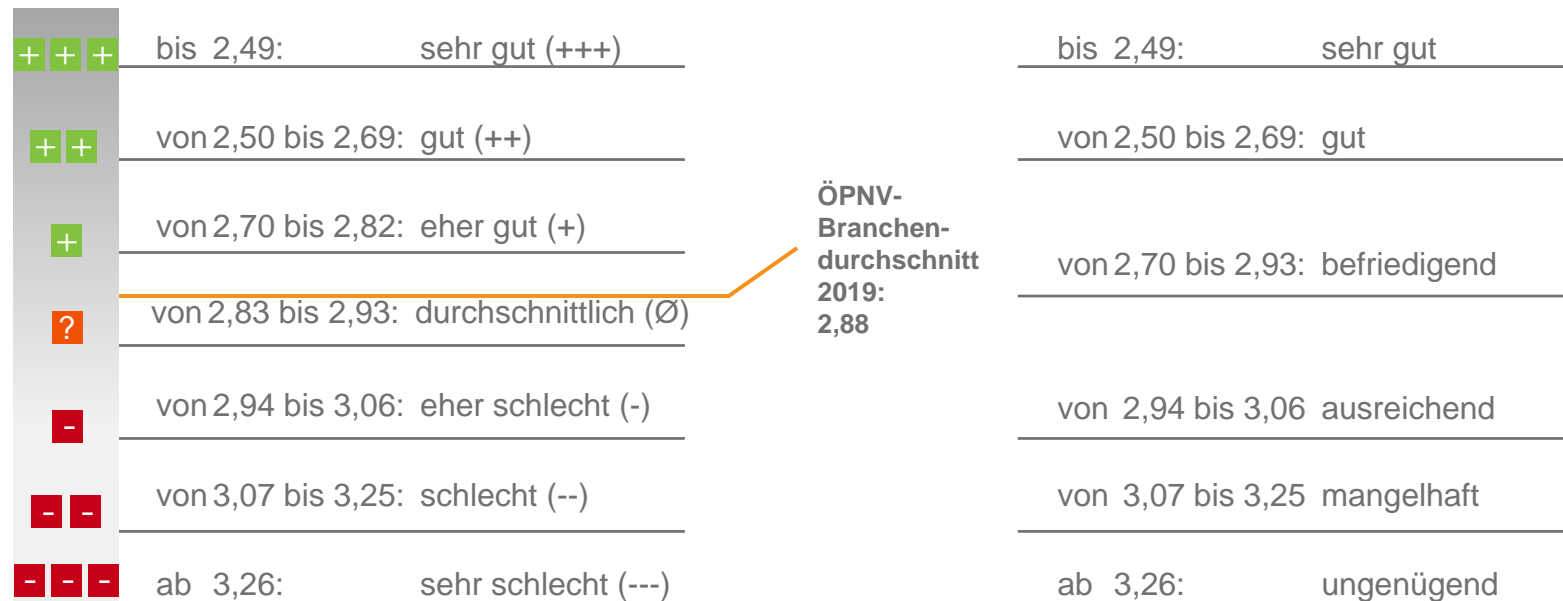 + + +
bis 2,49: sehr gut (+++)
+ +
von 2,50 bis 2,69: gut (++)
+
von 2,70 bis 2,82: eher gut (+)
?
von 2,83 bis 2,93: durchschnittlich (Ø)
-
von 2,94 bis 3,06: eher schlecht (-)
- -
von 3,07 bis 3,25: schlecht (--)
- - -
ab 3,26: sehr schlecht (---)
ÖPNV-
Branchen-
durchschnitt
2019:
2,88
bis 2,49: sehr gut
von 2,50 bis 2,69: gut
von 2,70 bis 2,93: befriedigend
von 2,94 bis 3,06 ausreichend
von 3,07 bis 3,25 mangelhaft
ab 3,26: ungenügend